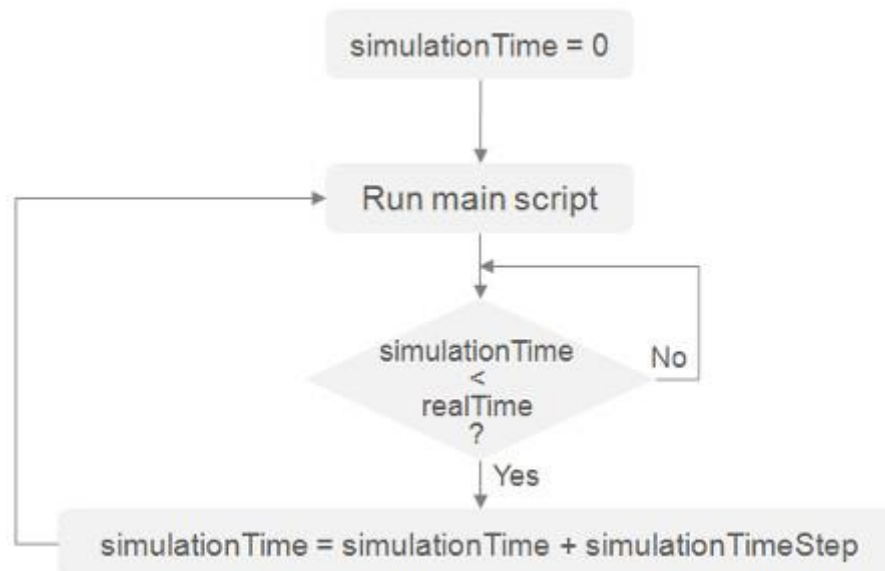 simulationTime = 0
Run main script
simulationTime
<
realTime
?
No
Yes
simulationTime = simulationTime + simulationTimeStep